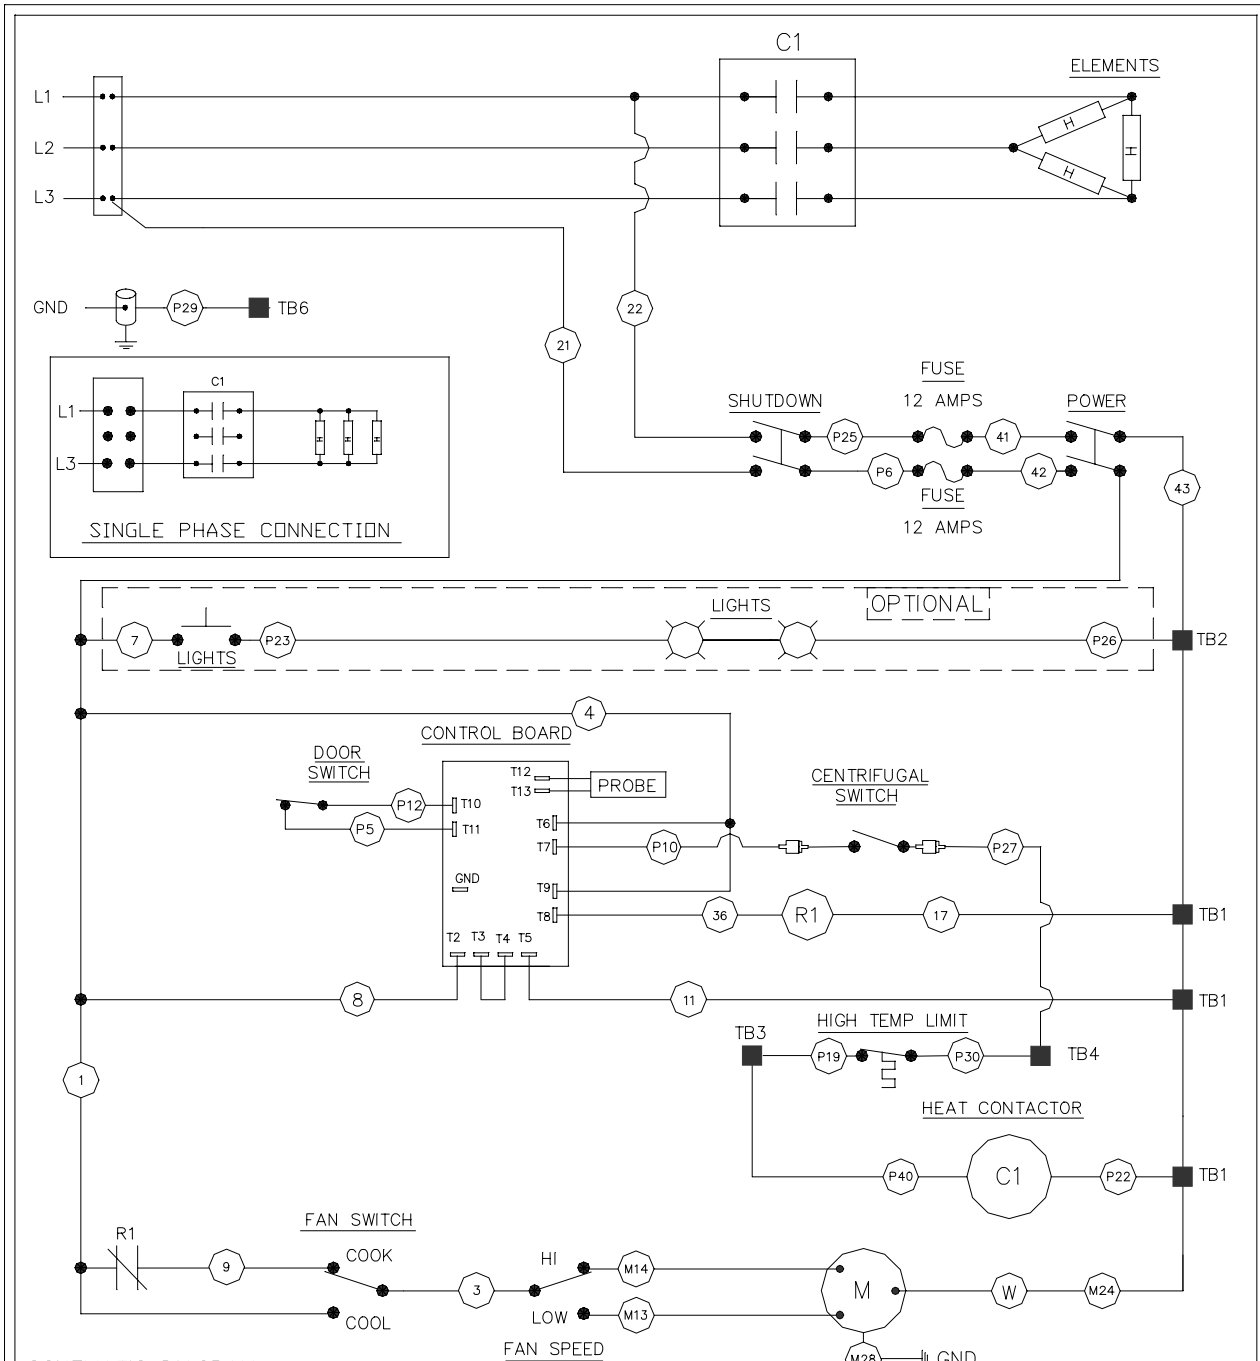 C1
ELEMENTS
L1
H
L2
H
H
L3
GND
P29
TB6
22
21
C1
L1
H H H
L3
SINGLE PHASE CONNECTION
FUSE
12 AMPS
SHUTDOWN
POWER
P25
41
P6
42
43
FUSE
12 AMPS
OPTIONAL
LIGHTS
7
P23
P26
TB2
LIGHTS
4
CONTROL BOARD
DOOR
SWITCH
T12
T13
PROBE
CENTRIFUGAL
SWITCH
P12
T10
P5
T11
T6
T7
P10
P27
GND
T9
T8
36
R1
17
TB1
T2 T3 T4 T5
8
11
TB1
HIGH TEMP LIMIT
TB3
P19
P30
TB4
1
HEAT CONTACTOR
P40
C1
P22
TB1
FAN SWITCH
R1
COOK
9
HI
M14
3
M
W
M24
COOL
LOW
M13
FAN SPEED
M28
GND